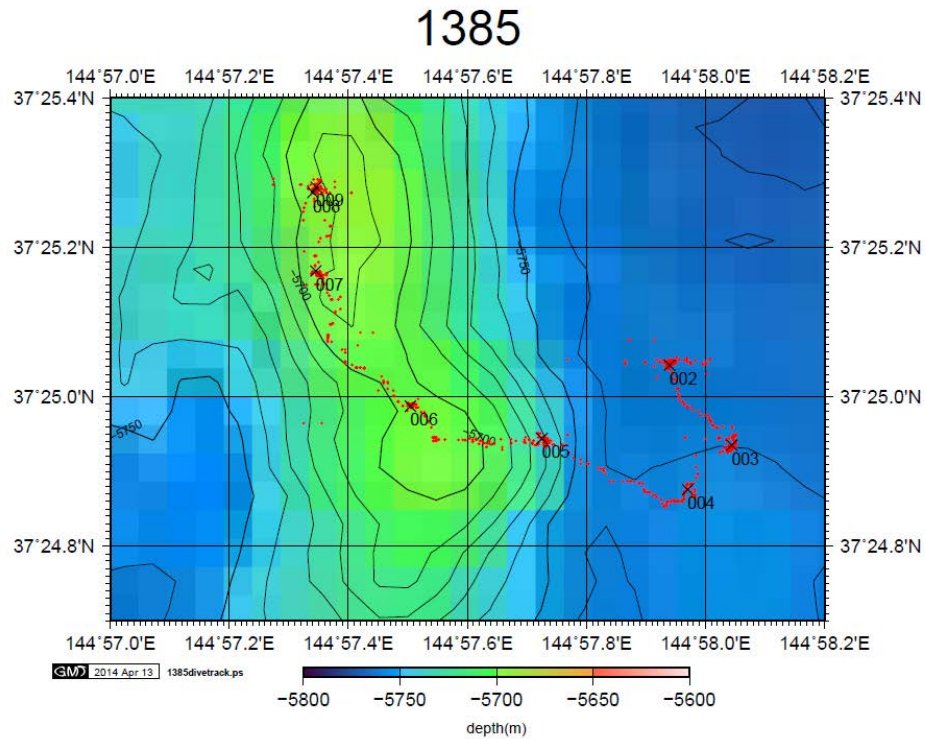 1385
144°57.0'E 144°57.2'E 144°57.4'E 144°57.6'E 144°57.8'E 144°58.0'E 144°58.2'E
37°25.4'N 37°25.4'N
009
008
37°25.2'N 37°25.2'N
−5750
−5700
007
002
37°25.0'N 37°25.0'N
006
−5750
−5700
005
003
004
37°24.8'N 37°24.8'N
144°57.0'E 144°57.2'E 144°57.4'E 144°57.6'E 144°57.8'E 144°58.0'E 144°58.2'E
GMT 2014 Apr 13 1385divetrack.ps
−5800 −5750 −5700 −5650 −5600
depth(m)